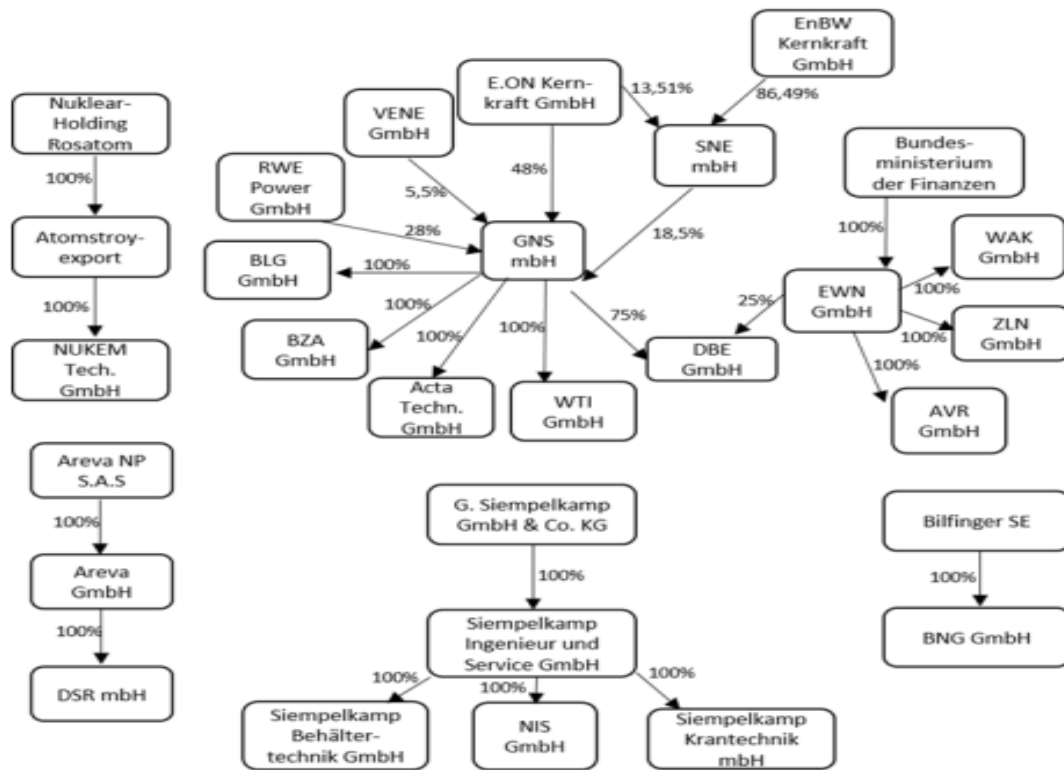 EnBW
Kernkraft
GmbH
E.ON Kern-
kraft GmbH
13,51%
86,49%
Nuklear-
Holding
Rosatom
VENE
GmbH
SNE
mbH
Bundes-
ministerium
der Finanzen
100%
RWE
Power
GmbH
5,5%
48%
28%
18,5%
100%
Atomstroy-
export
GNS
mbH
WAK
GmbH
BLG
GmbH
100%
EWN
GmbH
100%
100%
100%
100%
100%
75%
25%
100%
ZLN
GmbH
NUKEM
Tech.
GmbH
BZA
GmbH
DBE
GmbH
100%
Acta
Techn.
GmbH
WTI
GmbH
AVR
GmbH
Areva NP
S.A.S
G. Siempelkamp
GmbH & Co. KG
Bilfinger SE
100%
100%
100%
Areva
GmbH
Siempelkamp
Ingenieur und
Service GmbH
BNG GmbH
100%
100%
100%
100%
DSR mbH
Siempelkamp
Behälter-
technik GmbH
NIS
GmbH
Siempelkamp
Krantechnik
mbH